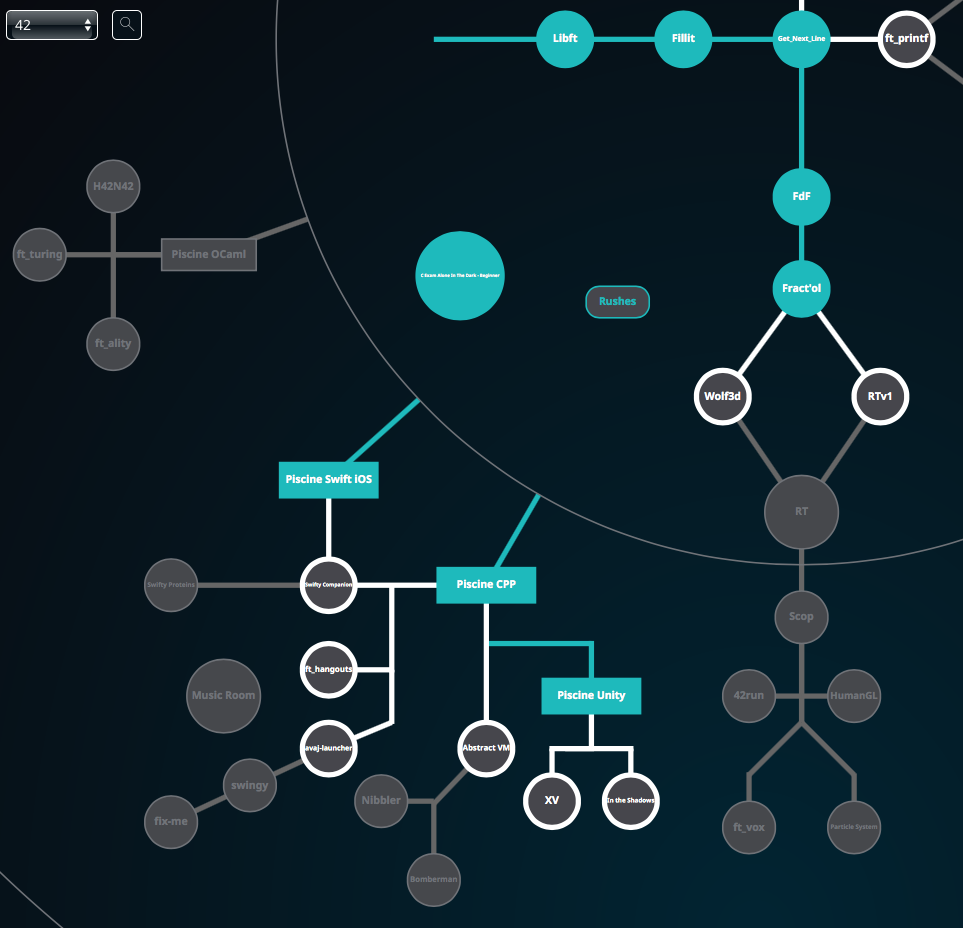 42
Libft
Fillit
Get_Next_Line
ft_printf
H42N42
FdF
ft_turing
Piscine OCaml
C Exam Alone In The Dark - Beginner
Fract'ol
Rushes
ft_ality
Wolf3d
RTv1
Piscine Swift iOS
RT
Swifty Proteins
Swifty Companion
Piscine CPP
Scop
ft_hangouts
Music Room
Piscine Unity
42run
HumanGL
avaj-launcher
Abstract VM
swingy
Nibbler
XV
In the Shadows
fix-me
ft_vox
Particle System
Bomberman